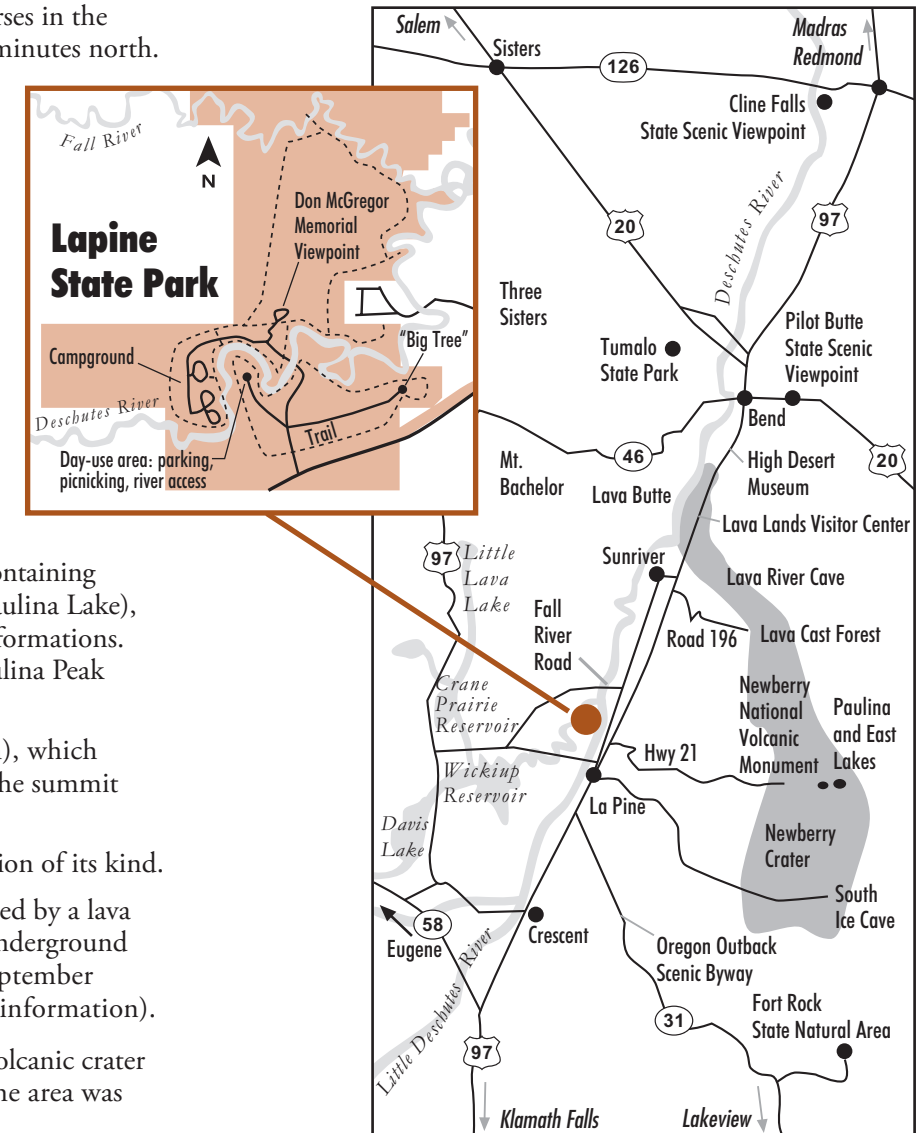 rses in the
minutes north.
Fall River
N
Lapine
State Park
Don McGregor
Memorial
Viewpoint
Campground
"Big Tree"
Deschutes River
Trail
Day-use area: parking,
picnicking, river access
ontaining
aulina Lake),
formations.
ulina Peak
), which
he summit
ion of its kind.
ed by a lava
nderground
ptember
information).
olcanic crater
ne area was
Salem
Sisters
126
Madras
Redmond
Cline Falls
State Scenic Viewpoint
Deschutes River
20
97
Three
Sisters
Tumalo
State Park
Pilot Butte
State Scenic
Viewpoint
Bend
46
20
Mt.
Bachelor
High Desert
Museum
Lava Butte
Lava Lands Visitor Center
97
Little
Lava
Lake
Sunriver
Lava River Cave
Fall
River
Road
Road 196
Lava Cast Forest
Crane
Prairie
Reservoir
Newberry
National
Volcanic
Monument
Paulina
and East
Lakes
Hwy 21
Wickiup
Reservoir
La Pine
Davis
Lake
Newberry
Crater
South
Ice Cave
58
Eugene
Crescent
Oregon Outback
Scenic Byway
Little Deschutes River
31
Fort Rock
State Natural Area
97
Klamath Falls
Lakeview